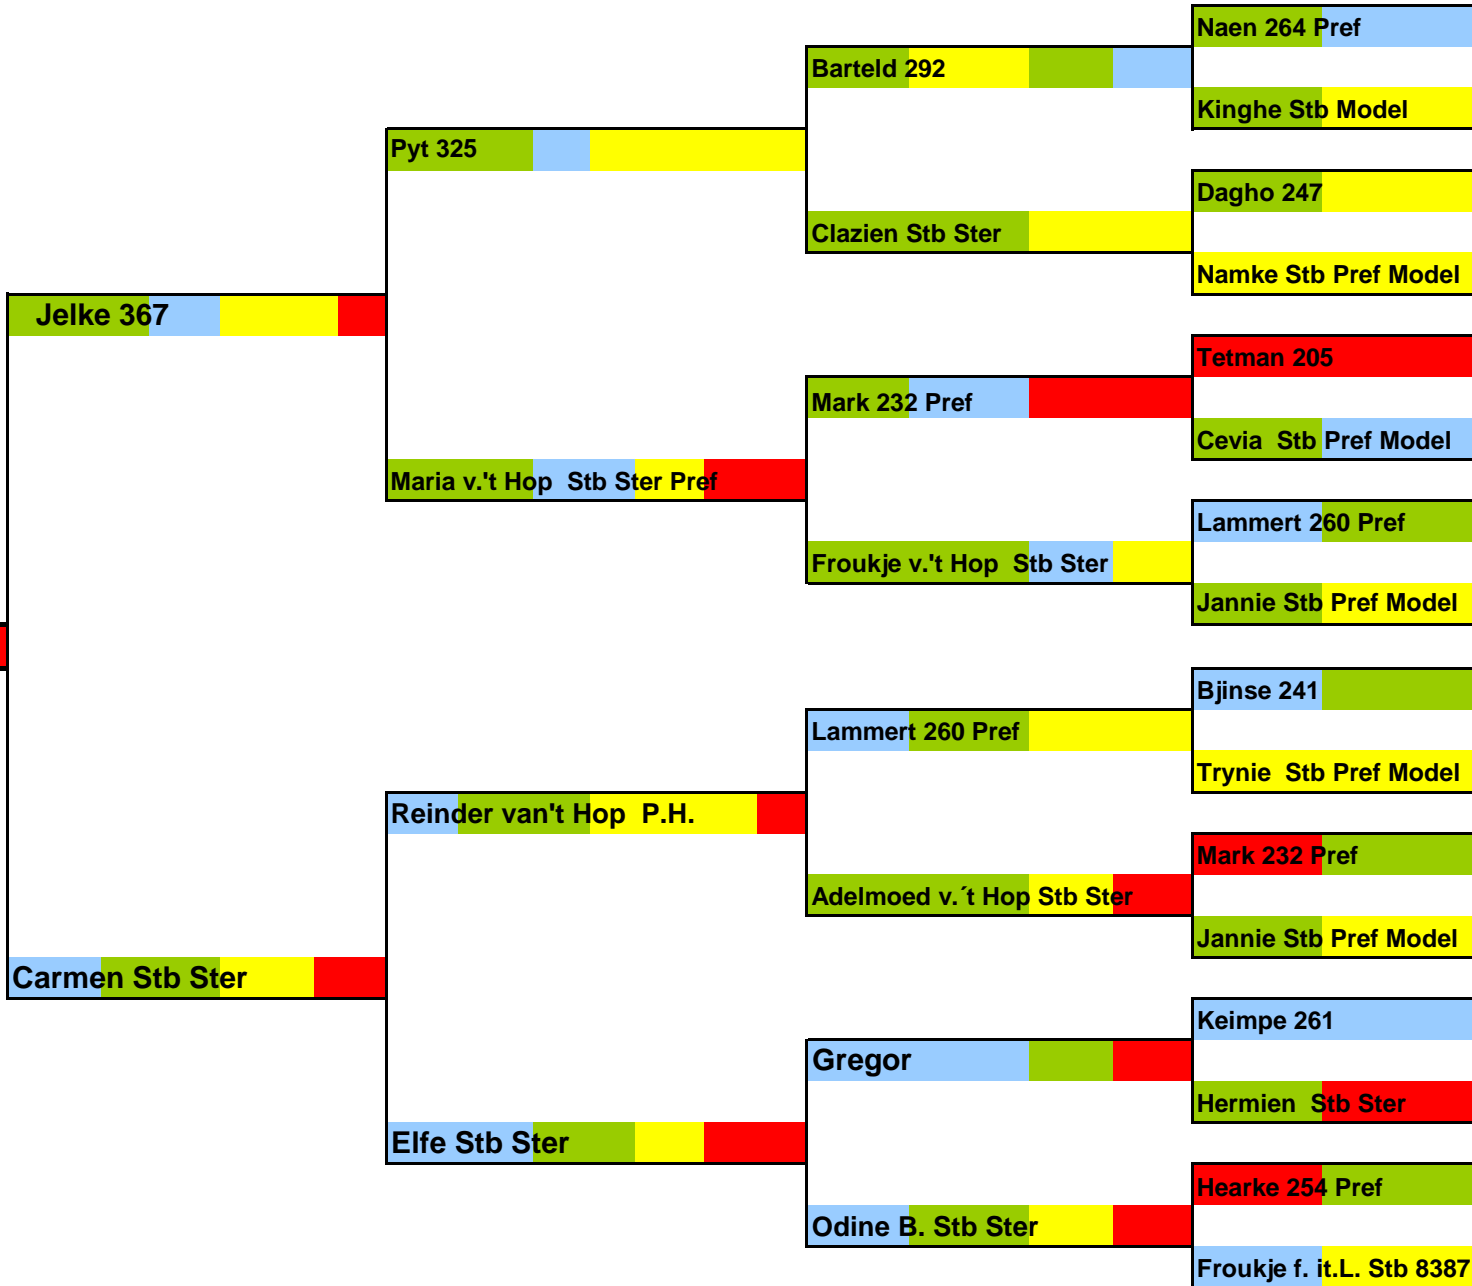 Naen 264 Pref
Barteld 292
Kinghe Stb Model
Pyt 325
Dagho 247
Clazien Stb Ster
Namke Stb Pref Model
Jelke 367
Tetman 205
Mark 232 Pref
Cevia Stb Pref Model
Maria v.'t Hop Stb Ster Pref
Lammert 260 Pref
Froukje v.'t Hop Stb Ster
Jannie Stb Pref Model
Bjinse 241
Lammert 260 Pref
Trynie Stb Pref Model
Reinder van't Hop P.H.
Mark 232 Pref
Adelmoed v.´t Hop Stb Ster
Jannie Stb Pref Model
Carmen Stb Ster
Keimpe 261
Gregor
Hermien Stb Ster
Elfe Stb Ster
Hearke 254 Pref
Odine B. Stb Ster
Froukje f. it.L. Stb 8387